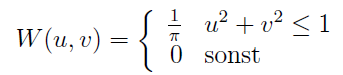 W(u, v) = { 1/π  u² + v² ≤ 1
0  sonst